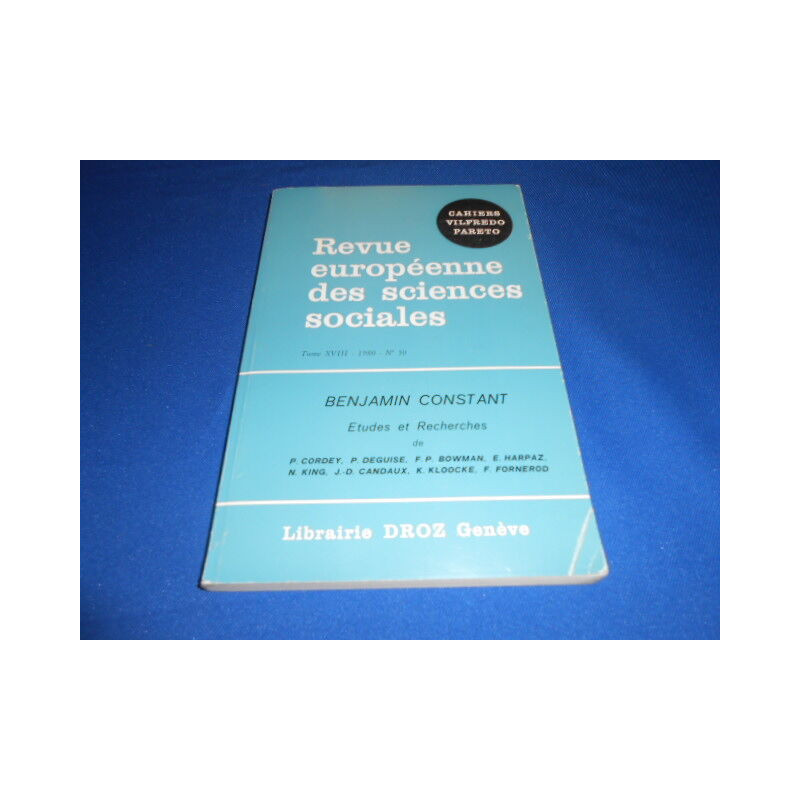 CAHIERS
VILFREDO
PARETO
Revue
européenne
des sciences
sociales
Tome XVIII - 1980 - N° 50
BENJAMIN CONSTANT
Etudes et Recherches
de
P. CORDEY, P. DEGUISE, F. P. BOWMAN, E. HARPAZ,
N. KING, J.-D. CANDAUX, K. KLOOCKE, F. FORNEROD
Librairie DROZ Genève